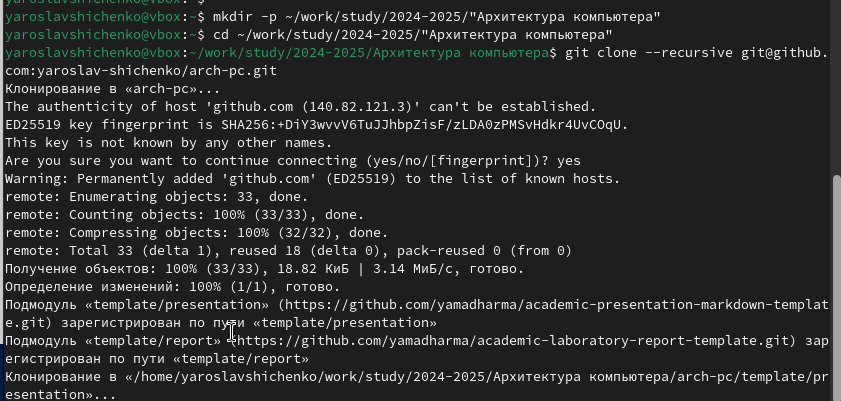 yaroslavshichenko@vbox:~$ mkdir -p ~/work/study/2024-2025/"Архитектура компьютера"
yaroslavshichenko@vbox:~$ cd ~/work/study/2024-2025/"Архитектура компьютера"
yaroslavshichenko@vbox:~/work/study/2024-2025/Архитектура компьютера$ git clone --recursive git@github.
com:yaroslav-shichenko/arch-pc.git
Клонирование в «arch-pc»...
The authenticity of host 'github.com (140.82.121.3)' can't be established.
ED25519 key fingerprint is SHA256:+DiY3wvvV6TuJJhbpZisF/zLDA0zPMSvHdkr4UvCOqU.
This key is not known by any other names.
Are you sure you want to continue connecting (yes/no/[fingerprint])? yes
Warning: Permanently added 'github.com' (ED25519) to the list of known hosts.
remote: Enumerating objects: 33, done.
remote: Counting objects: 100% (33/33), done.
remote: Compressing objects: 100% (32/32), done.
remote: Total 33 (delta 1), reused 18 (delta 0), pack-reused 0 (from 0)
Получение объектов: 100% (33/33), 18.82 КиБ | 3.14 МиБ/с, готово.
Определение изменений: 100% (1/1), готово.
Подмодуль «template/presentation» (https://github.com/yamadharma/academic-presentation-markdown-templat
e.git) зарегистрирован по пути «template/presentation»
Подмодуль «template/report» (https://github.com/yamadharma/academic-laboratory-report-template.git) зар
егистрирован по пути «template/report»
Клонирование в «/home/yaroslavshichenko/work/study/2024-2025/Архитектура компьютера/arch-pc/template/pr
esentation»...